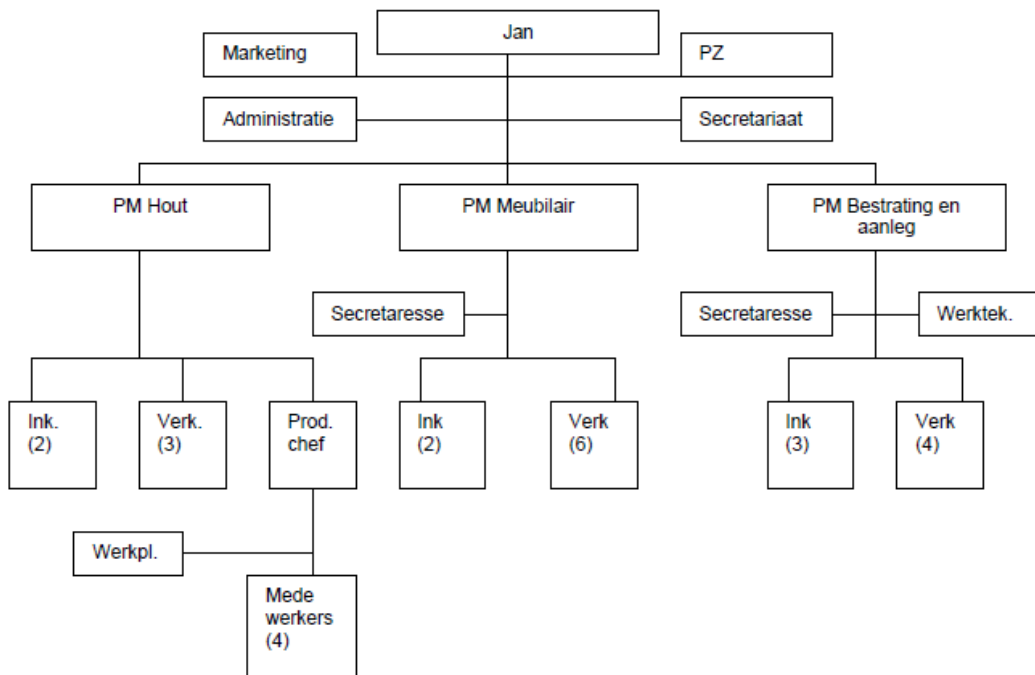 Jan
Marketing
PZ
Administratie
Secretariaat
PM Hout
PM Meubilair
PM Bestrating en
aanleg
Secretaresse
Secretaresse
Werktek.
Ink.
(2)
Verk.
(3)
Prod.
chef
Ink
(2)
Verk
(6)
Ink
(3)
Verk
(4)
Werkpl.
Mede
werkers
(4)